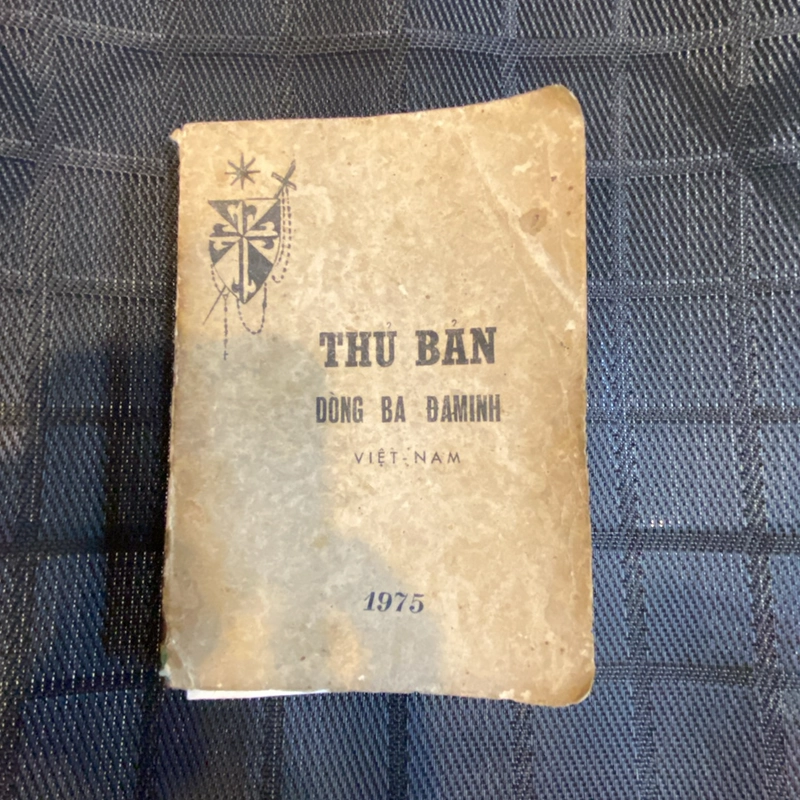 THỦ BẢN
DÒNG BA ĐAMINH
VIỆT-NAM
1975